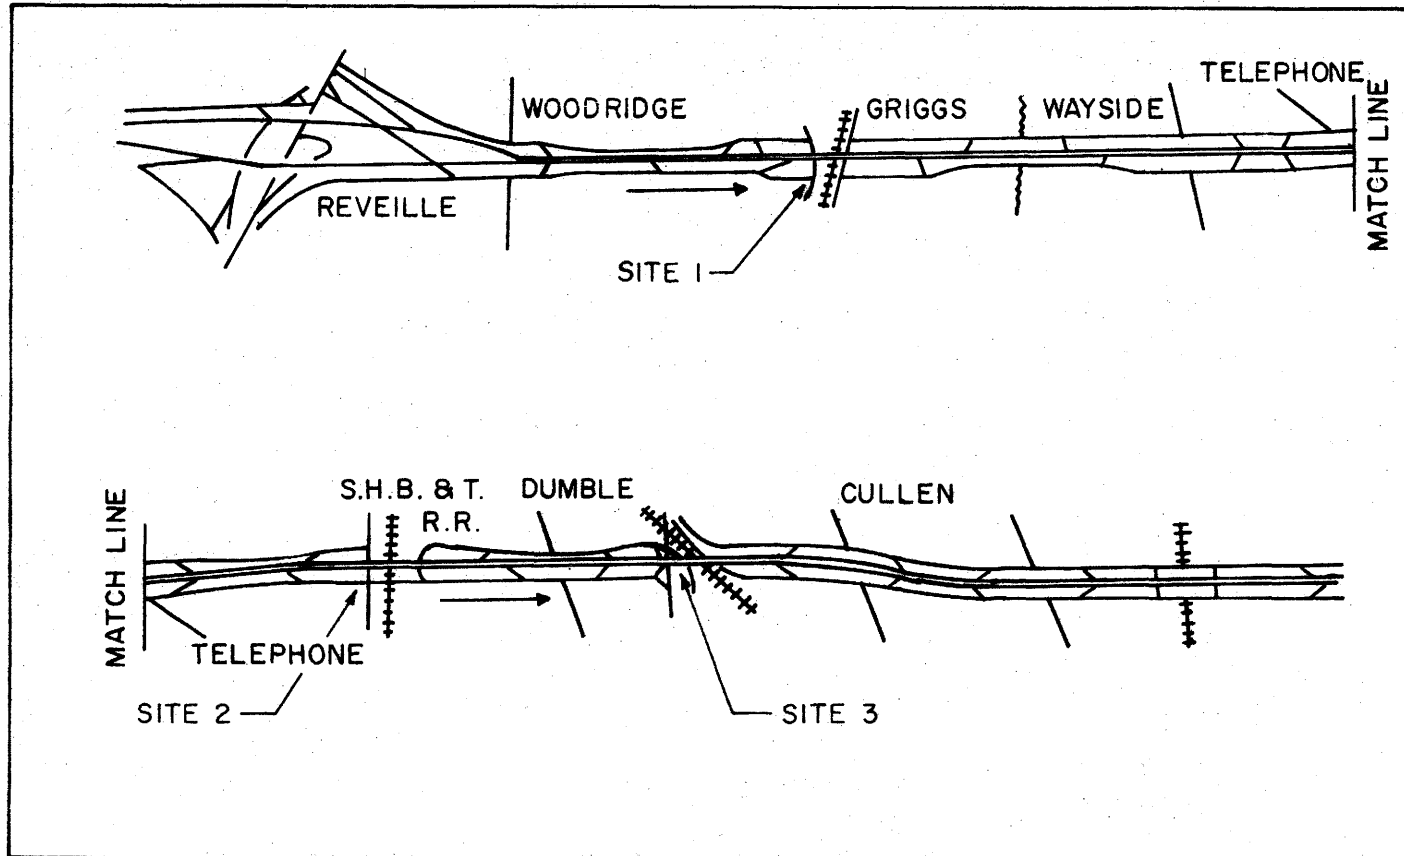 TELEPHONE
WOODRIDGE
GRIGGS
WAYSIDE
MATCH LINE
REVEILLE
SITE 1
S.H.B. & T.
R.R.
DUMBLE
CULLEN
MATCH LINE
TELEPHONE
SITE 2
SITE 3